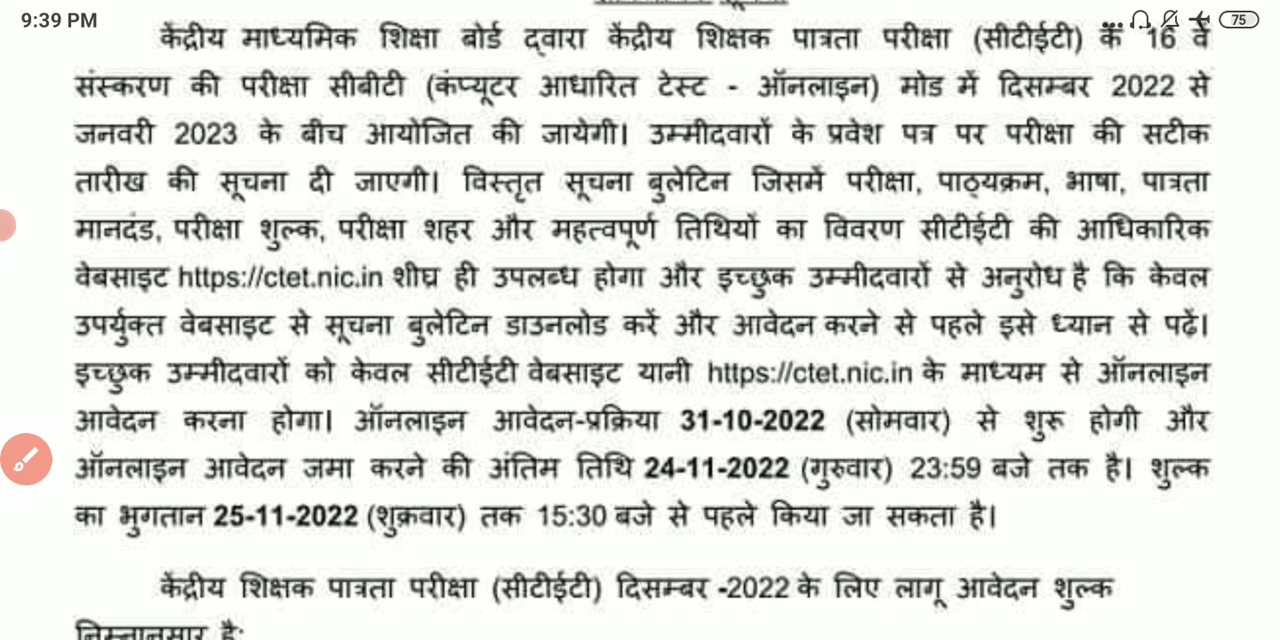 9:39 PM
75
केंद्रीय माध्यमिक शिक्षा बोर्ड द्वारा केंद्रीय शिक्षक पात्रता परीक्षा (सीटीईटी) के 16 वें
संस्करण की परीक्षा सीबीटी (कंप्यूटर आधारित टेस्ट - ऑनलाइन) मोड में दिसम्बर 2022 से
जनवरी 2023 के बीच आयोजित की जायेगी। उम्मीदवारों के प्रवेश पत्र पर परीक्षा की सटीक
तारीख की सूचना दी जाएगी। विस्तृत सूचना बुलेटिन जिसमें परीक्षा, पाठ्यक्रम, भाषा, पात्रता
मानदंड, परीक्षा शुल्क, परीक्षा शहर और महत्वपूर्ण तिथियों का विवरण सीटीईटी की आधिकारिक
वेबसाइट https://ctet.nic.in शीघ्र ही उपलब्ध होगा और इच्छुक उम्मीदवारों से अनुरोध है कि केवल
उपर्युक्त वेबसाइट से सूचना बुलेटिन डाउनलोड करें और आवेदन करने से पहले इसे ध्यान से पढ़ें।
इच्छुक उम्मीदवारों को केवल सीटीईटी वेबसाइट यानी https://ctet.nic.in के माध्यम से ऑनलाइन
आवेदन करना होगा। ऑनलाइन आवेदन-प्रक्रिया 31-10-2022 (सोमवार) से शुरू होगी और
ऑनलाइन आवेदन जमा करने की अंतिम तिथि 24-11-2022 (गुरुवार) 23:59 बजे तक है। शुल्क
का भुगतान 25-11-2022 (शुक्रवार) तक 15:30 बजे से पहले किया जा सकता है।
केंद्रीय शिक्षक पात्रता परीक्षा (सीटीईटी) दिसम्बर -2022 के लिए लागू आवेदन शुल्क
निम्नानुसार है: